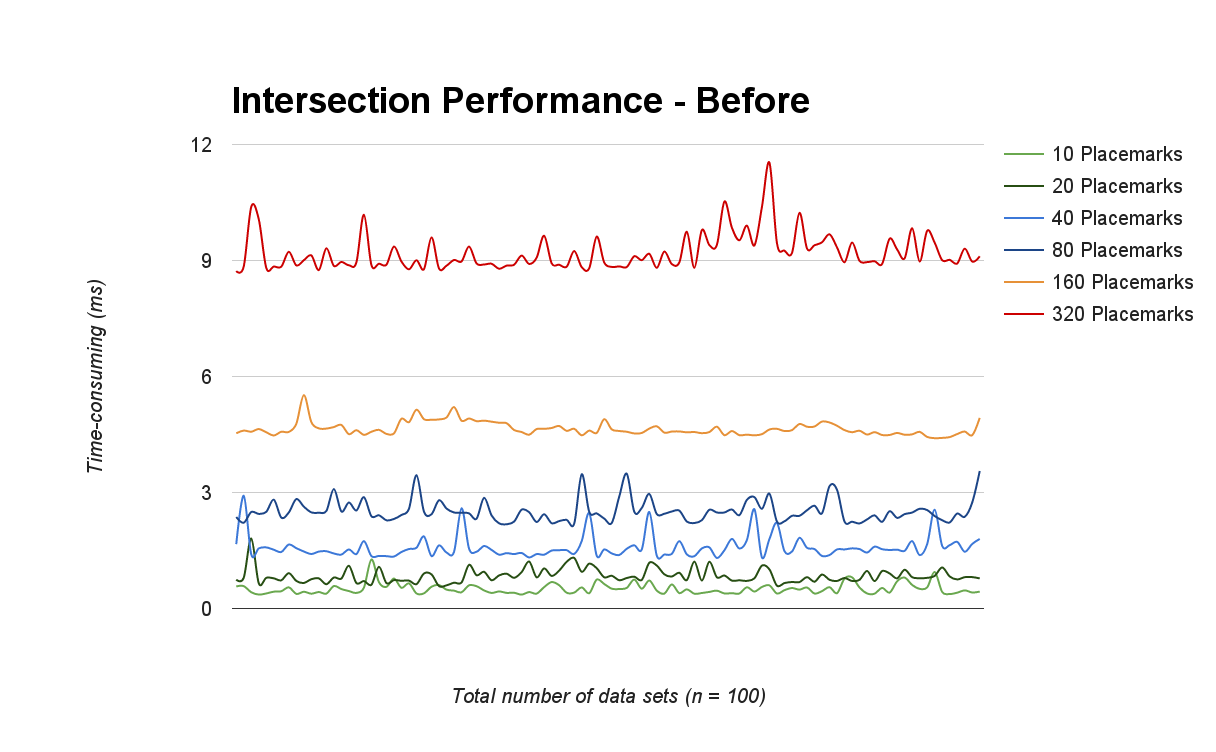 Intersection Performance - Before
12
9
6
3
0
Time-consuming (ms)
Total number of data sets (n = 100)
10 Placemarks
20 Placemarks
40 Placemarks
80 Placemarks
160 Placemarks
320 Placemarks